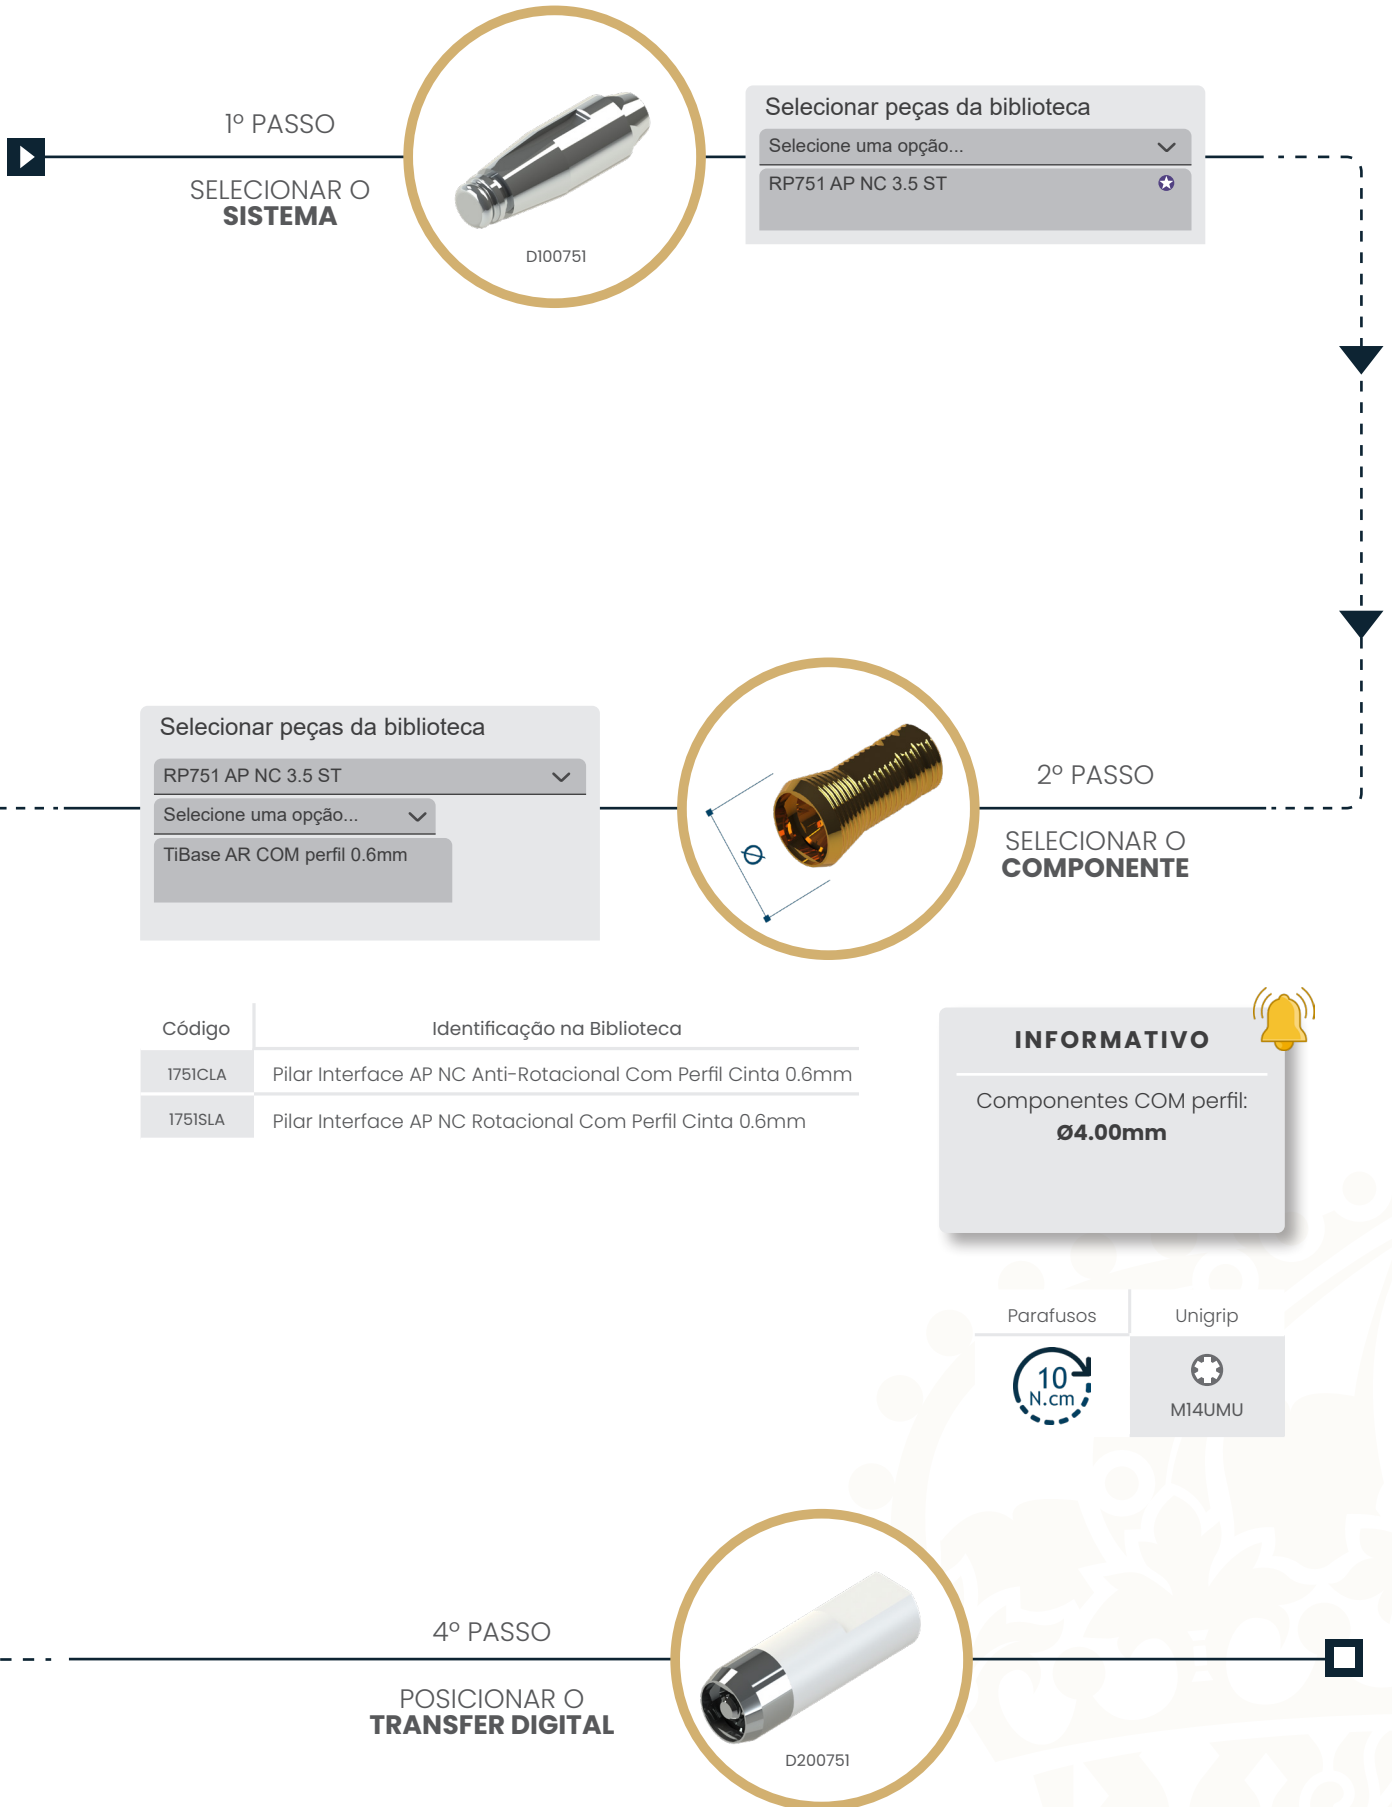 1º PASSO
SELECIONAR O
SISTEMA
D100751
Selecionar peças da biblioteca
Selecione uma opção...
RP751 AP NC 3.5 ST
Selecionar peças da biblioteca
RP751 AP NC 3.5 ST
Selecione uma opção...
TiBase AR COM perfil 0.6mm
Ø
2º PASSO
SELECIONAR O
COMPONENTE
Código Identificação na Biblioteca
1751CLA Pilar Interface AP NC Anti-Rotacional Com Perfil Cinta 0.6mm
1751SLA Pilar Interface AP NC Rotacional Com Perfil Cinta 0.6mm
INFORMATIVO
Componentes COM perfil:
Ø4.00mm
Parafusos Unigrip
10
N.cm
M14UMU
4º PASSO
POSICIONAR O
TRANSFER DIGITAL
D200751